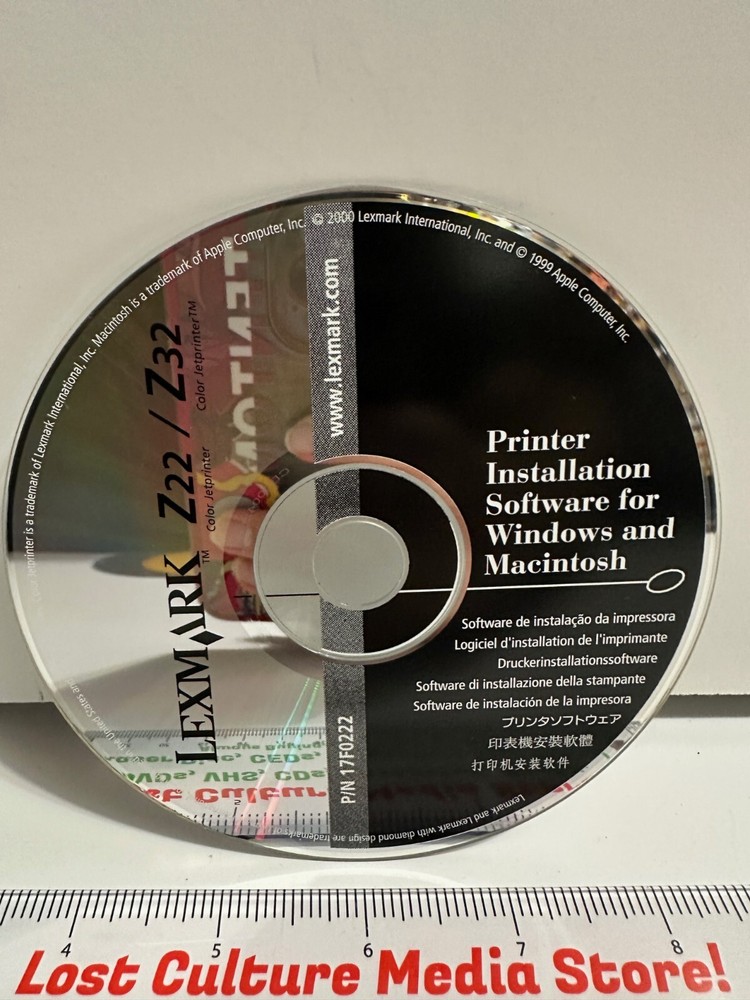 © 2000 Lexmark International, Inc. and © 1999 Apple Computer, Inc.
is a trademark of Lexmark International, Inc. Macintosh is a trademark of Apple Computer, Inc.
Lexmark and Lexmark with diamond design are trademarks of
United States
LEXMARK™ Z22 / Z32
Color Jetprinter Color Jetprinter™
www.lexmark.com
P/N 17F0222
Printer
Installation
Software for
Windows and
Macintosh
Software de instalação da impressora
Logiciel d'installation de l'imprimante
Druckerinstallationssoftware
Software di installazione della stampante
Software de instalación de la impresora
プリンタソフトウェア
印表機安裝軟體
打印机安装软件
4 5 6 7 8
Lost Culture Media Store!